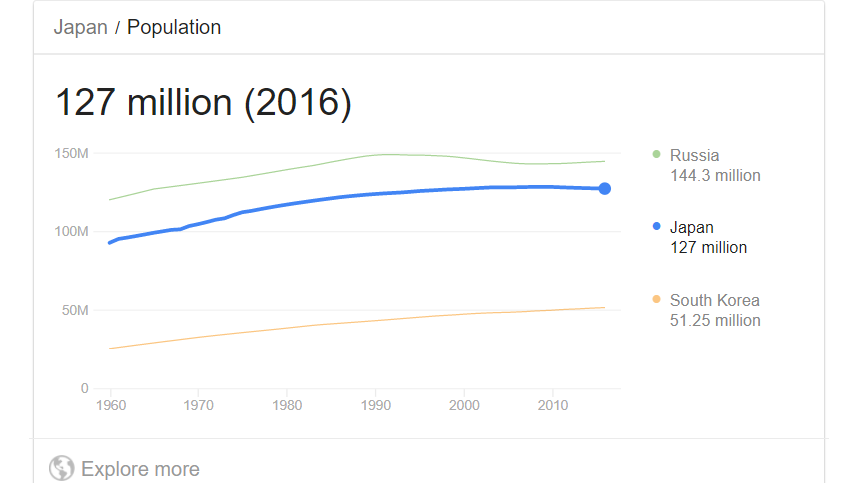 Japan / Population
127 million (2016)
150M
100M
50M
0
1960 1970 1980 1990 2000 2010
Russia
144.3 million
Japan
127 million
South Korea
51.25 million
Explore more